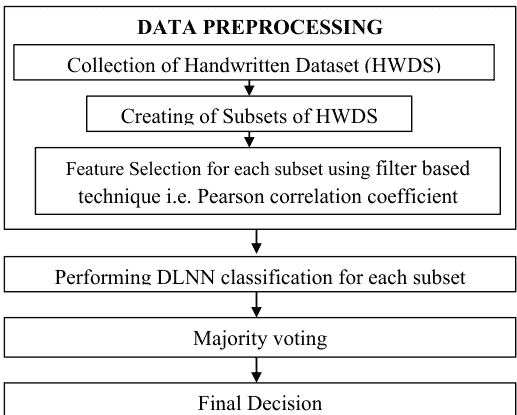 DATA PREPROCESSING
Collection of Handwritten Dataset (HWDS)
Creating of Subsets of HWDS
Feature Selection for each subset using filter based
technique i.e. Pearson correlation coefficient
Performing DLNN classification for each subset
Majority voting
Final Decision